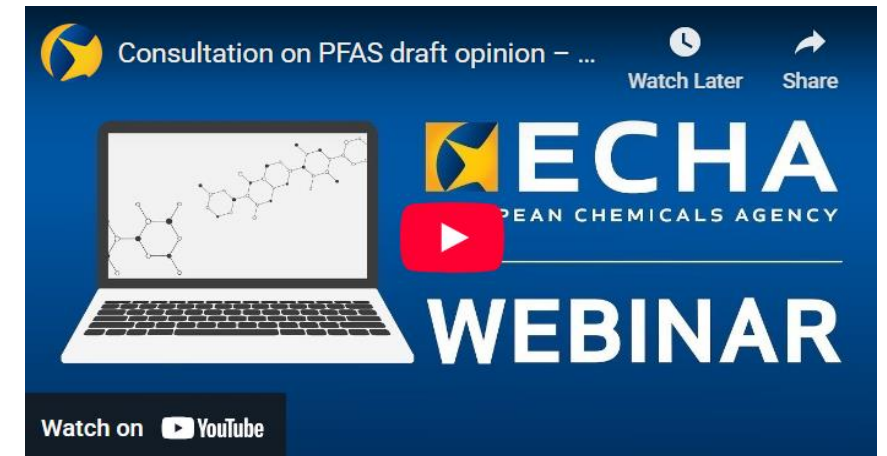 Consultation on PFAS draft opinion – ...
Watch Later
Share
ECHA
PEAN CHEMICALS AGENCY
WEBINAR
Watch on YouTube